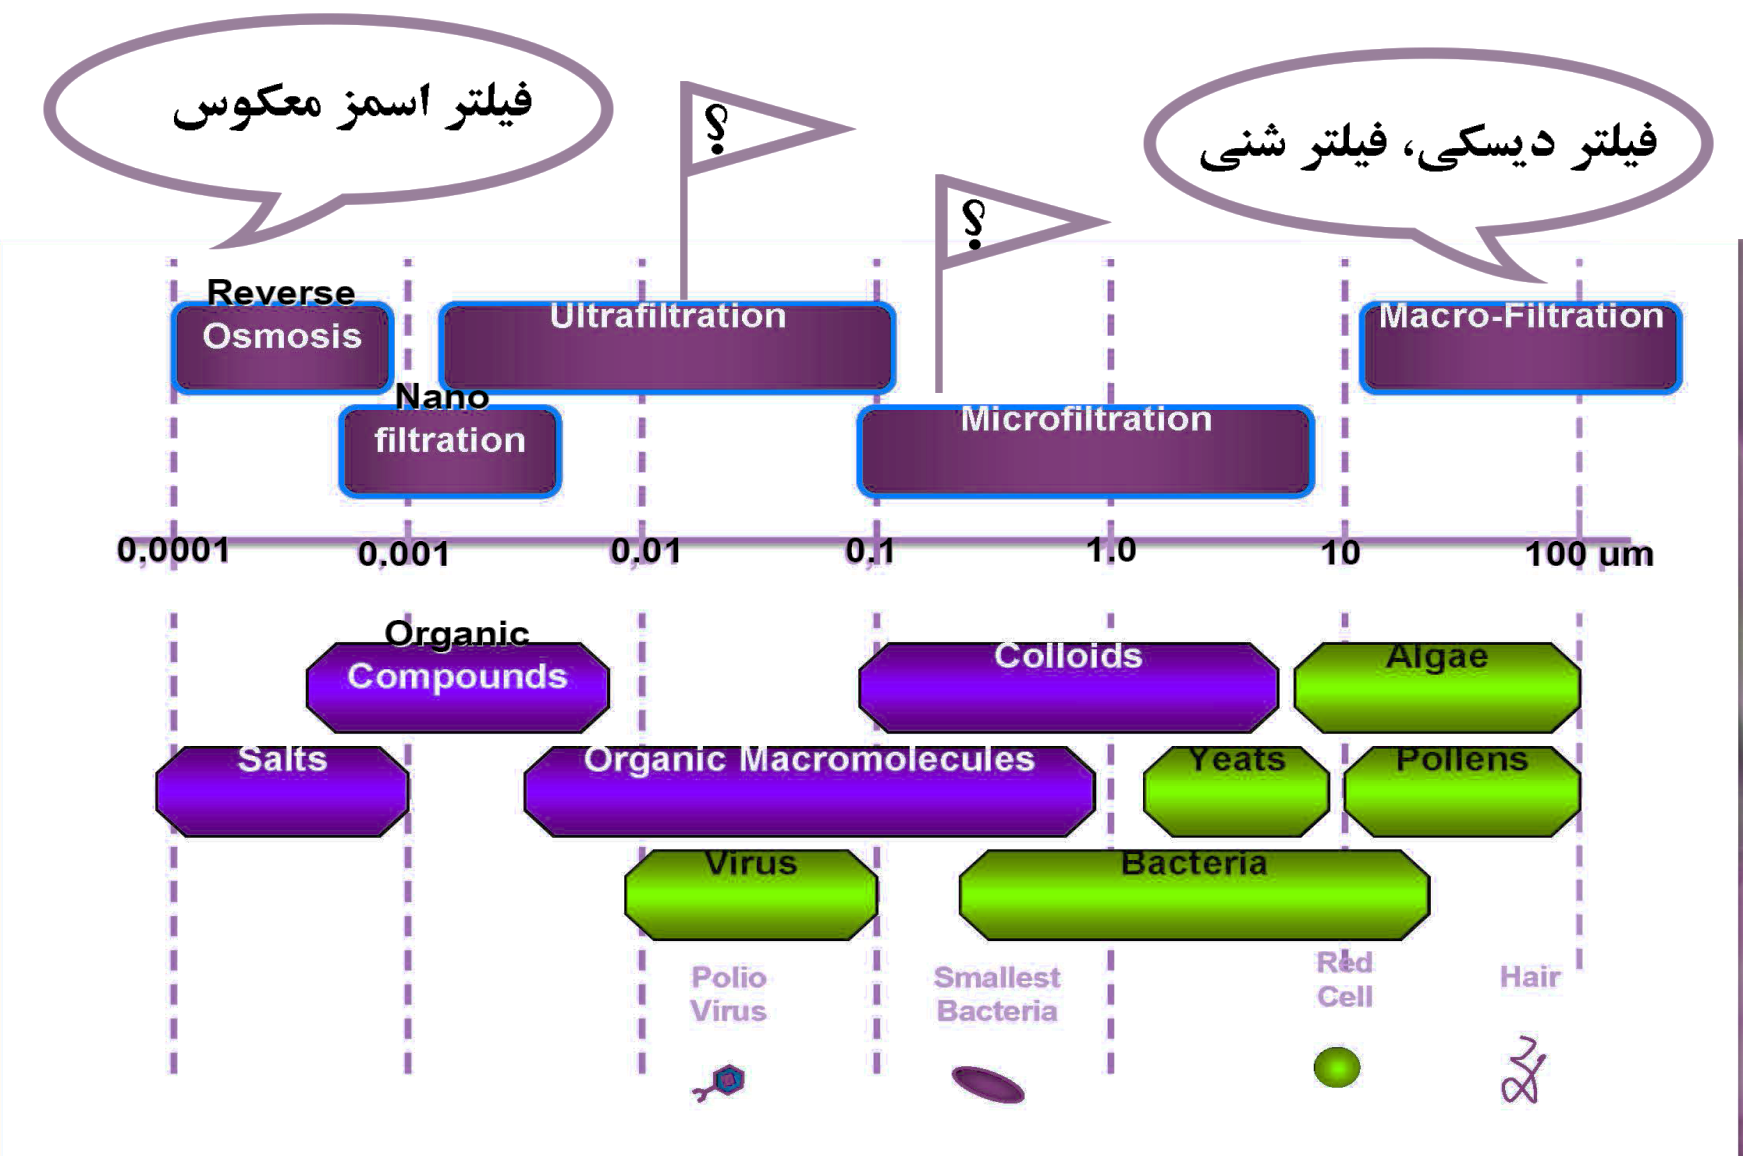 فیلتر اسمز معکوس
؟
؟
فیلتر دیسکی، فیلتر شنی
Reverse
Osmosis
Ultrafiltration
Macro-Filtration
Nano
filtration
Microfiltration
0,0001 0.001 0,01 0,1 1.0 10 100 um
Organic
Compounds
Colloids
Algae
Salts
Organic Macromolecules
Yeats
Pollens
Virus
Bacteria
Polio
Virus
Smallest
Bacteria
Red
Cell
Hair